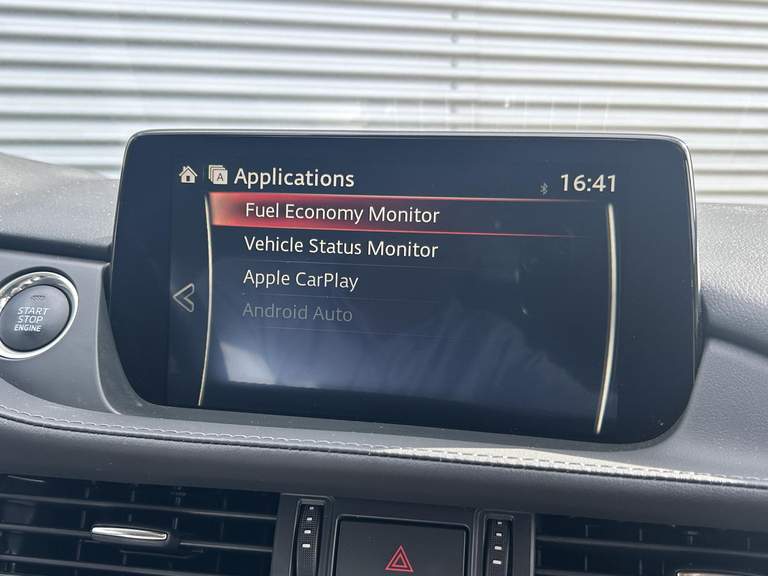 A Applications
16:41
Fuel Economy Monitor
Vehicle Status Monitor
Apple CarPlay
Android Auto
START
STOP
ENGINE